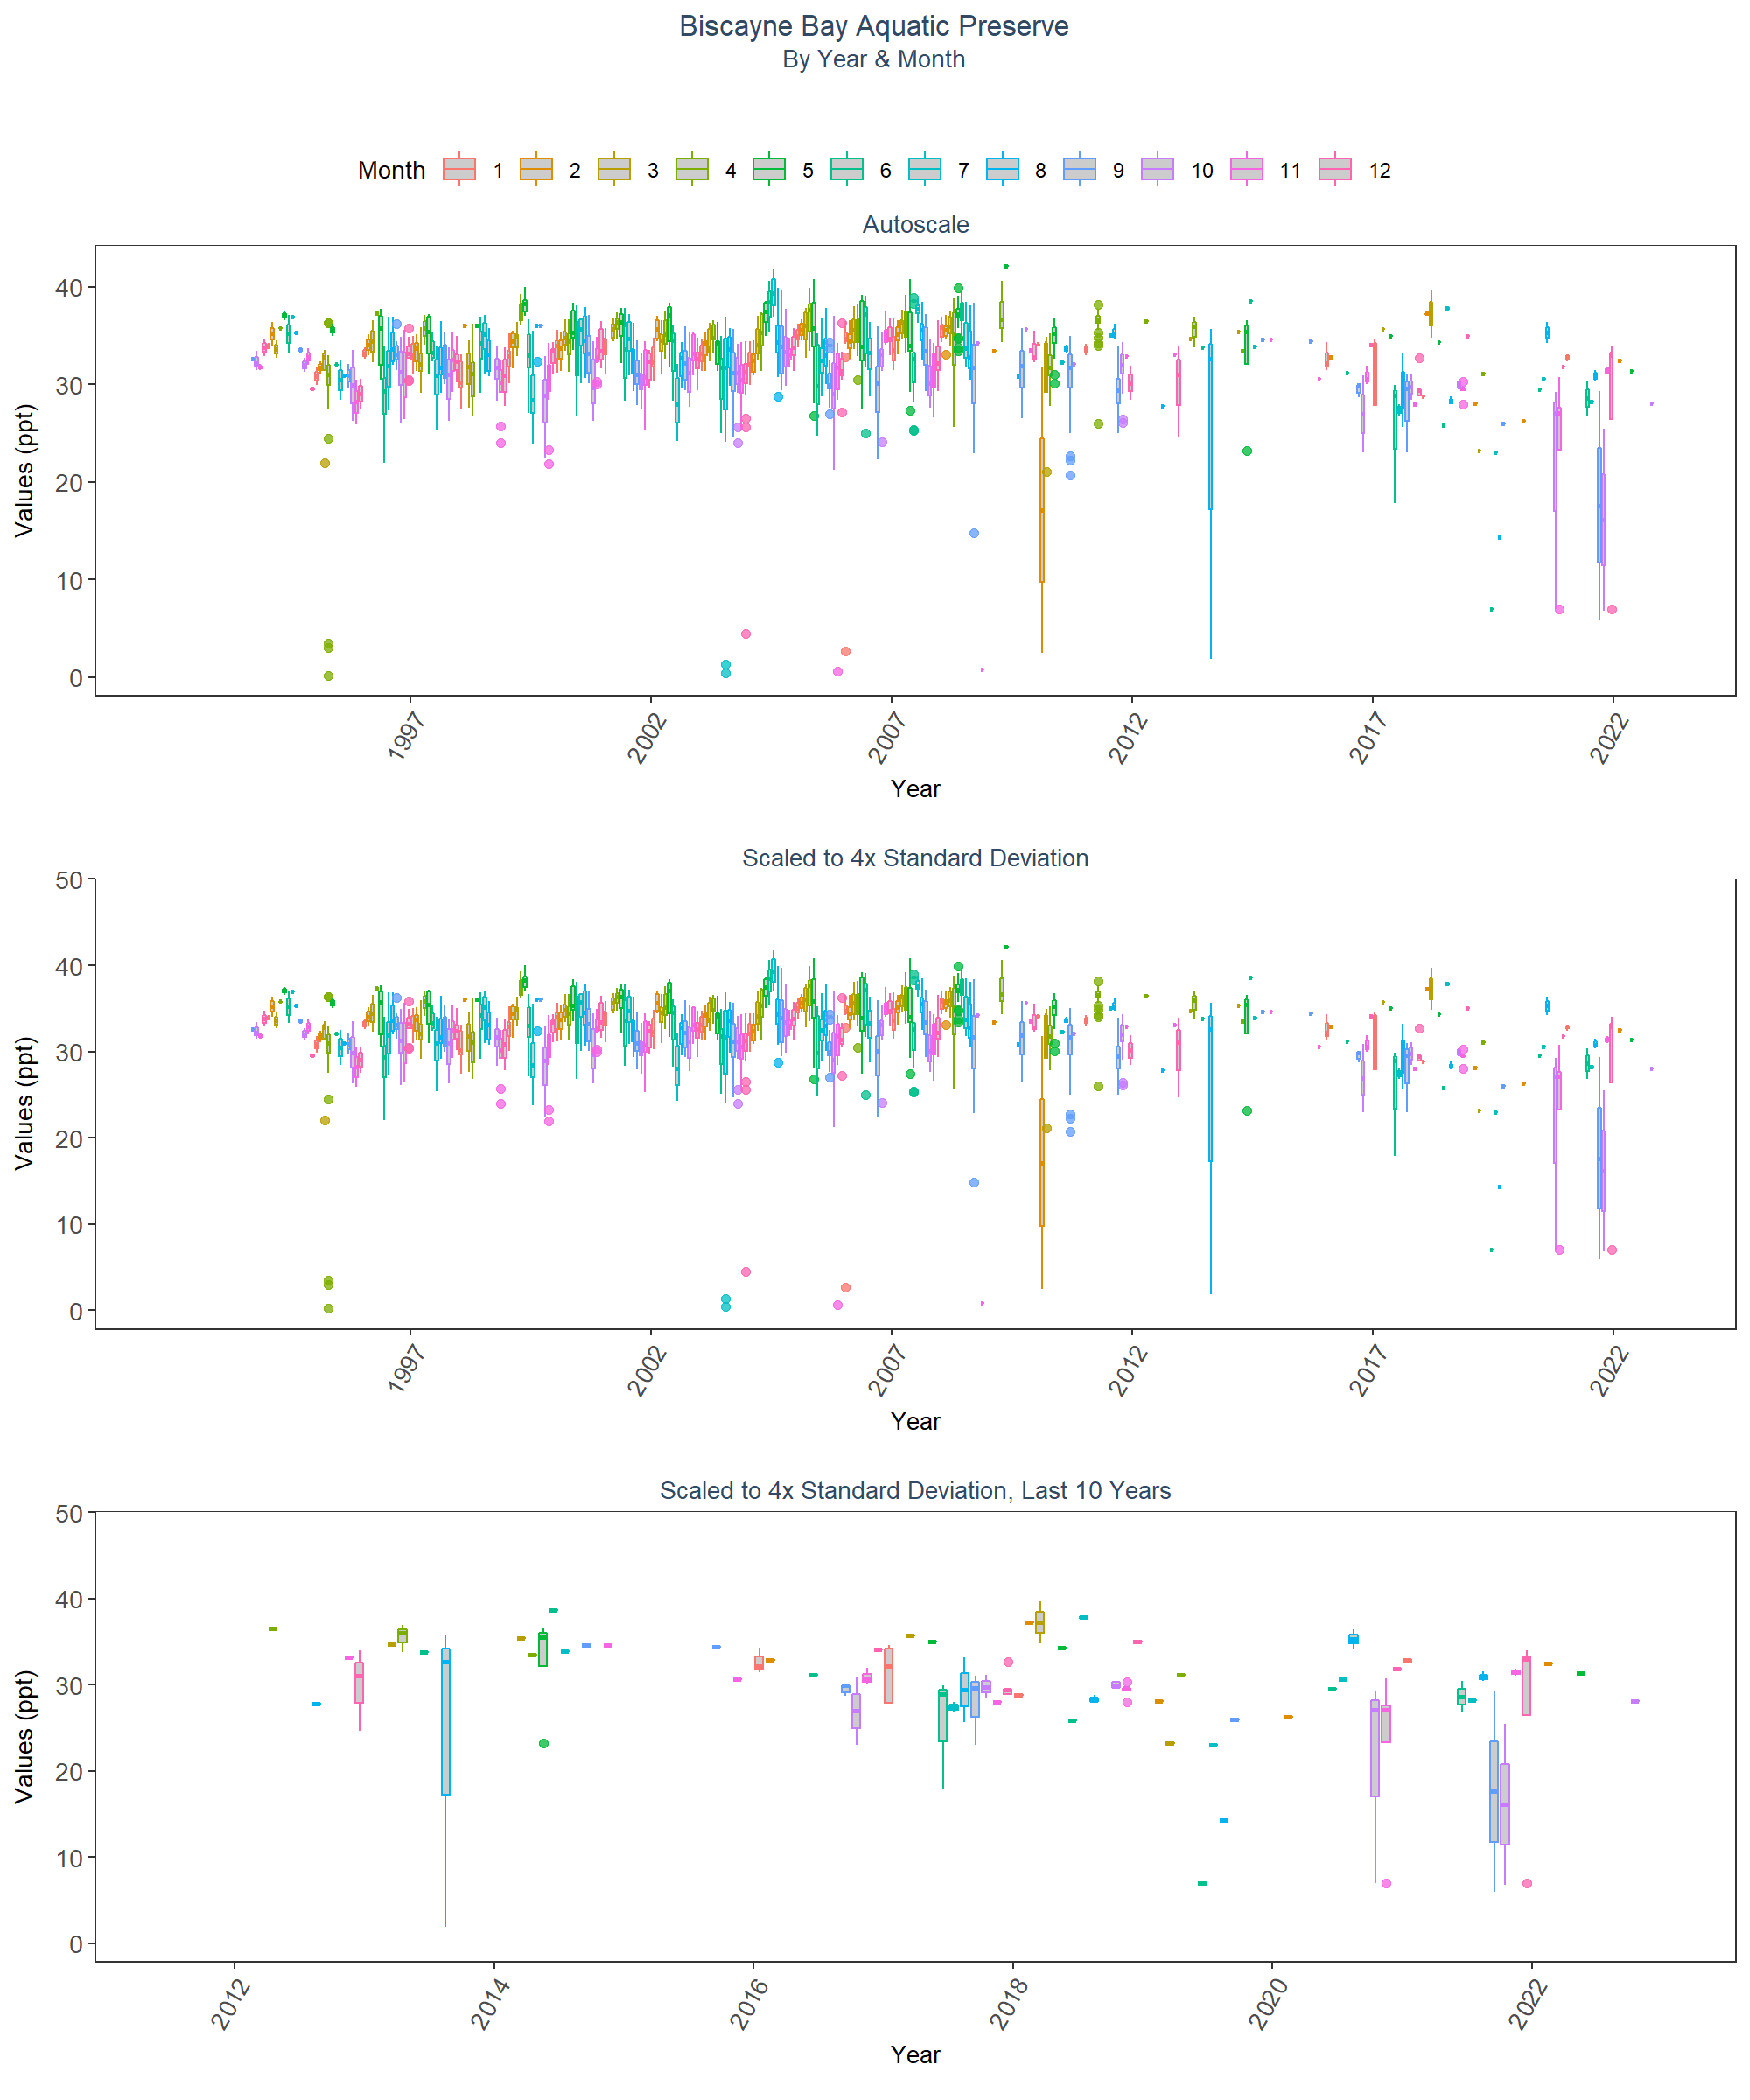 Biscayne Bay Aquatic Preserve
By Year & Month
Month 1 2 3 4 5 6 7 8 9 10 11 12
Autoscale
Values (ppt)
40
30
20
10
0
1997 2002 2007 2012 2017 2022
Year
Scaled to 4x Standard Deviation
Values (ppt)
50
40
30
20
10
0
1997 2002 2007 2012 2017 2022
Year
Scaled to 4x Standard Deviation, Last 10 Years
Values (ppt)
50
40
30
20
10
0
2012 2014 2016 2018 2020 2022
Year